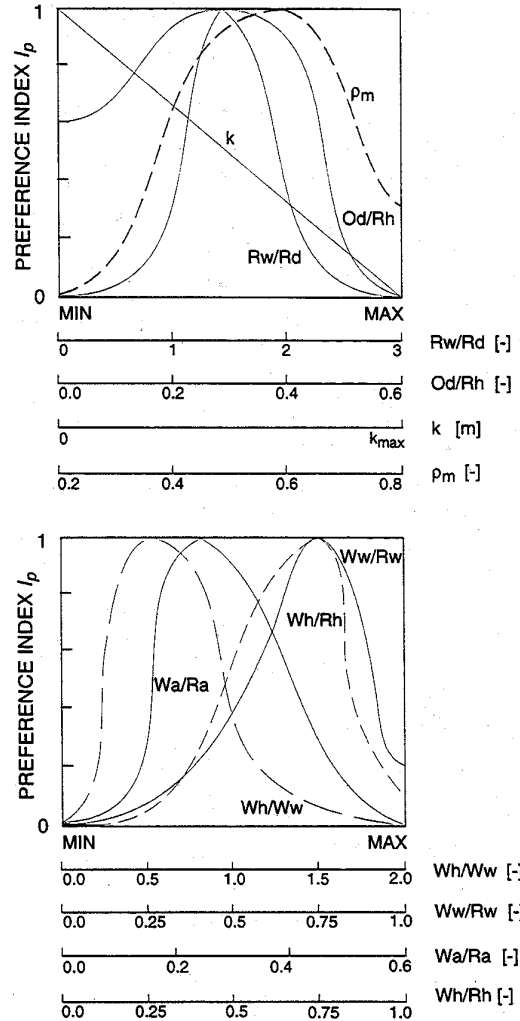 PREFERENCE INDEX Ip
1
0
ρm
k
Od/Rh
Rw/Rd
MIN MAX
0 1 2 3 Rw/Rd [-]
0.0 0.2 0.4 0.6 Od/Rh [-]
0 kmax k [m]
0.2 0.4 0.6 0.8 ρm [-]
PREFERENCE INDEX Ip
1
0
Ww/Rw
Wh/Rh
Wa/Ra
Wh/Ww
MIN MAX
0.0 0.5 1.0 1.5 2.0 Wh/Ww [-]
0.0 0.25 0.5 0.75 1.0 Ww/Rw [-]
0.0 0.2 0.4 0.6 Wa/Ra [-]
0.0 0.25 0.5 0.75 1.0 Wh/Rh [-]